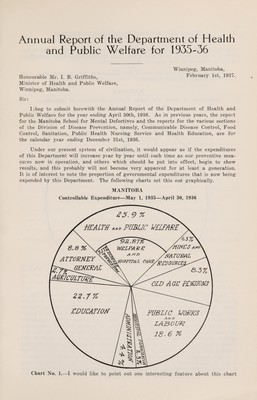 Annual Report of the Department of Health
and Public Welfare for 1935-36
Winnipeg, Manitoba,
February 1st, 1937.
Honourable Mr. I. B. Griffiths,
Minister of Health and Public Welfare,
Winnipeg, Manitoba.
Sir:
I beg to submit herewith the Annual Report of the Department of Health and
Public Welfare for the year ending April 30th, 1936. As in previous years, the report
for the Manitoba School for Mental Defectives and the reports for the various sections
of the Division of Disease Prevention, namely, Communicable Disease Control, Food
Control, Sanitation, Public Health Nursing Service and Health Education, are for
the calendar year ending December 31st, 1936.
Under our present system of civilization, it would appear as if the expenditures
of this Department will increase year by year until such time as our preventive mea-
sures now in operation, and others which should be put into effect, begin to show
results, and this probably will not become very apparent for at least a generation.
It is of interest to note the proportion of governmental expenditures that is now being
expended by this Department. The following charts set this out graphically.
MANITOBA
Controllable Expenditure—May 1, 1935—April 30, 1936
25.9 %
HEALTH AND PUBLIC WELFARE
92.87%
WELFARE
AND
HOSPITAL CARE
6.5%
MINES AND
NATURAL
RESOURCES
8.8 %
ATTORNEY
GENERAL
8.3%
OLD AGE PENSIONS
2.7%
AGRICULTURE
22.7 %
EDUCATION
PUBLIC WORKS
AND
LABOUR
18.6 %
ADMINISTRATION
Chart No. 1.—I would like to point out one interesting feature about this chart